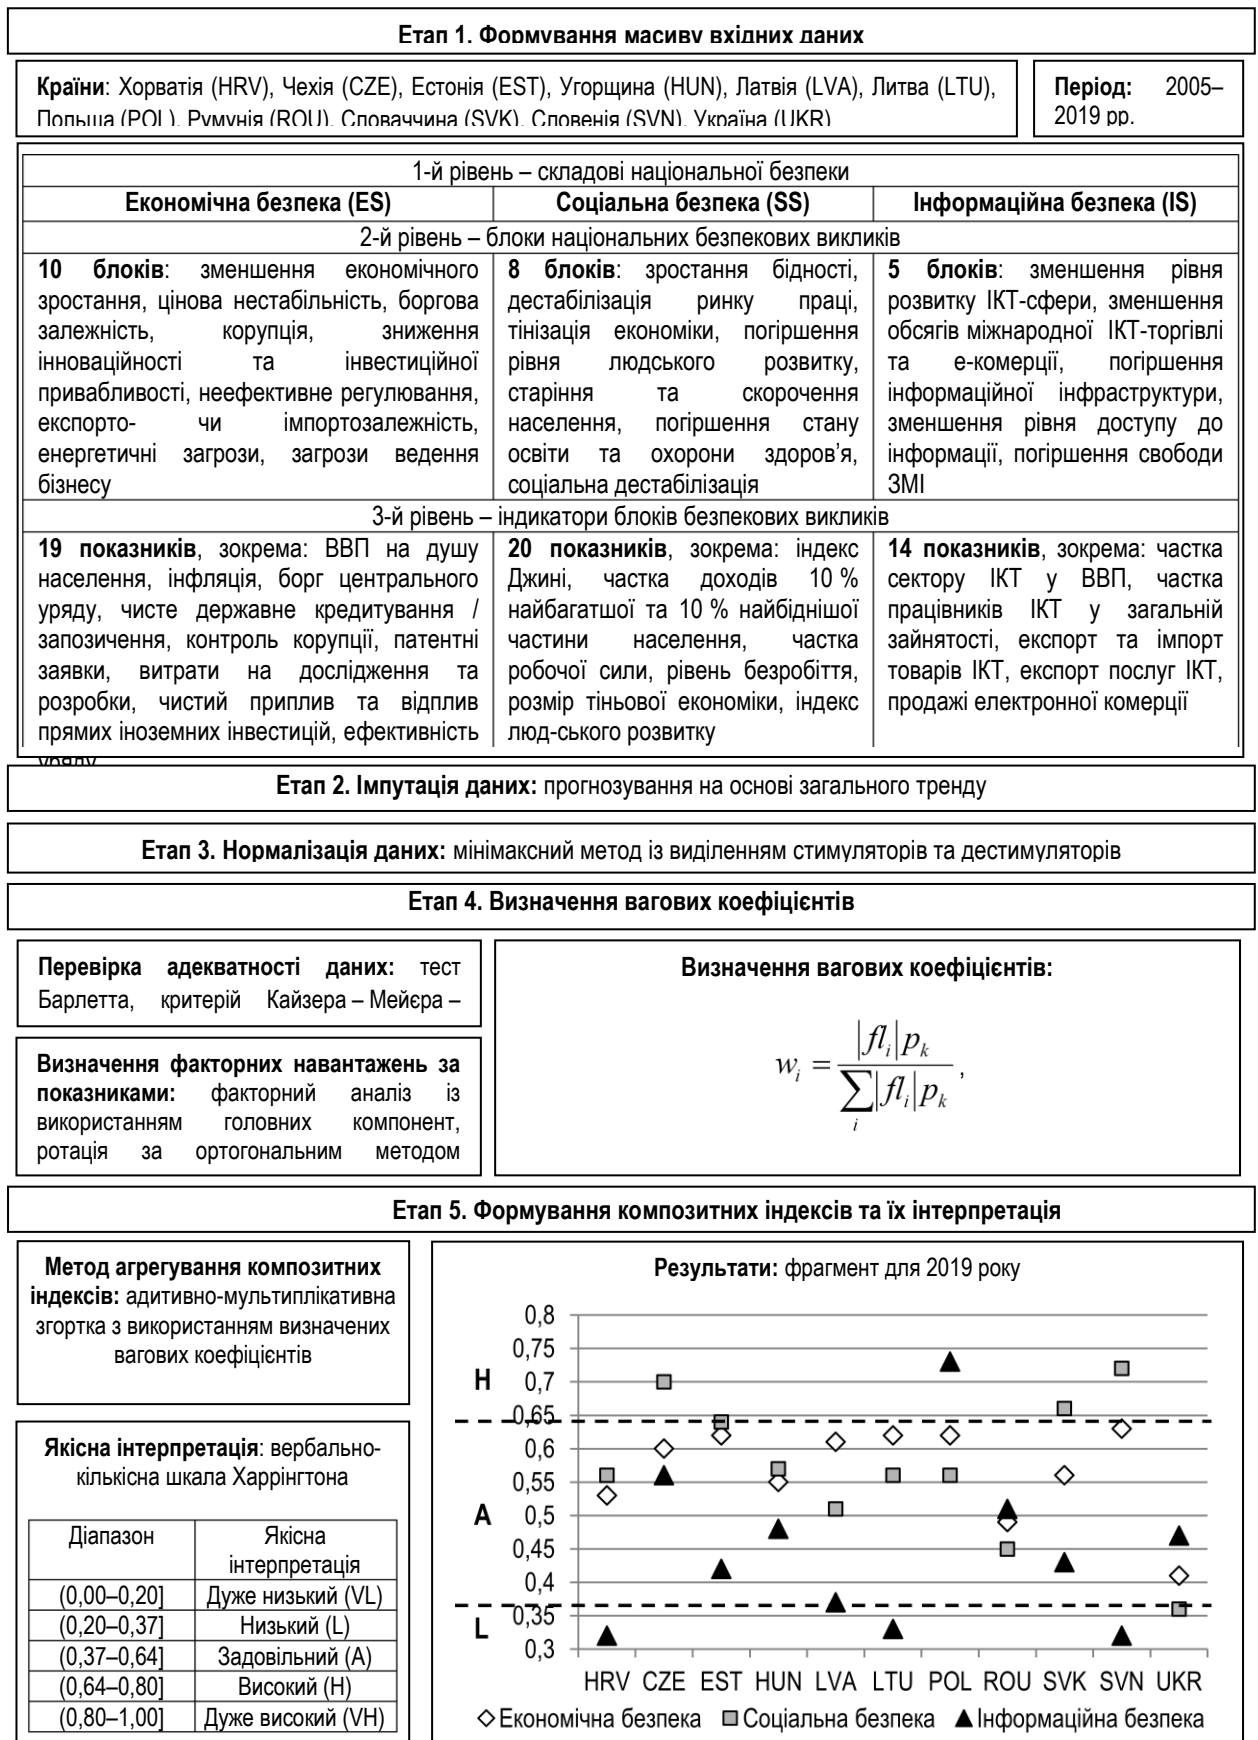 Етап 1. Формування масиву вхідних даних
Країни: Хорватія (HRV), Чехія (CZE), Естонія (EST), Угорщина (HUN), Латвія (LVA), Литва (LTU),
Польша (POL), Румунія (ROU), Словаччина (SVK), Словенія (SVN), Україна (UKR)
Період: 2005–
2019 рр.
1-й рівень – складові національної безпеки
Економічна безпека (ES)
Соціальна безпека (SS)
Інформаційна безпека (IS)
2-й рівень – блоки національних безпекових викликів
10 блоків: зменшення економічного
зростання, цінова нестабільність, боргова
залежність, корупція, зниження
інноваційності та інвестиційної
привабливості, неефективне регулювання,
експорто- чи імпортозалежність,
енергетичні загрози, загрози ведення
бізнесу
8 блоків: зростання бідності,
дестабілізація ринку праці,
тінізація економіки, погіршення
рівня людського розвитку,
старіння та скорочення
населення, погіршення стану
освіти та охорони здоров’я,
соціальна дестабілізація
5 блоків: зменшення рівня
розвитку ІКТ-сфери, зменшення
обсягів міжнародної ІКТ-торгівлі
та е-комерції, погіршення
інформаційної інфраструктури,
зменшення рівня доступу до
інформації, погіршення свободи
ЗМІ
3-й рівень – індикатори блоків безпекових викликів
19 показників, зокрема: ВВП на душу
населення, інфляція, борг центрального
уряду, чисте державне кредитування /
запозичення, контроль корупції, патентні
заявки, витрати на дослідження та
розробки, чистий приплив та відплив
прямих іноземних інвестицій, ефективність
уряду
20 показників, зокрема: індекс
Джині, частка доходів 10 %
найбагатшої та 10 % найбіднішої
частини населення, частка
робочої сили, рівень безробіття,
розмір тіньової економіки, індекс
люд-ського розвитку
14 показників, зокрема: частка
сектору ІКТ у ВВП, частка
працівників ІКТ у загальній
зайнятості, експорт та імпорт
товарів ІКТ, експорт послуг ІКТ,
продажі електронної комерції
Етап 2. Імпутація даних: прогнозування на основі загального тренду
Етап 3. Нормалізація даних: мінімаксний метод із виділенням стимуляторів та дестимуляторів
Етап 4. Визначення вагових коефіцієнтів
Перевірка адекватності даних: тест
Барлетта, критерій Кайзера – Мейєра –
Визначення факторних навантажень за
показниками: факторний аналіз із
використанням головних компонент,
ротація за ортогональним методом
Визначення вагових коефіцієнтів:
w_i = |fl_i| p_k / ∑_i |fl_i| p_k ,
Етап 5. Формування композитних індексів та їх інтерпретація
Метод агрегування композитних
індексів: адитивно-мультиплікативна
згортка з використанням визначених
вагових коефіцієнтів
Якісна інтерпретація: вербально-
кількісна шкала Харрінгтона
Діапазон Якісна
інтерпретація
(0,00–0,20] Дуже низький (VL)
(0,20–0,37] Низький (L)
(0,37–0,64] Задовільний (A)
(0,64–0,80] Високий (H)
(0,80–1,00] Дуже високий (VH)
Результати: фрагмент для 2019 року
0,8
0,75
H 0,7
0,65
0,6
0,55
A 0,5
0,45
0,4
L 0,35
0,3
HRV CZE EST HUN LVA LTU POL ROU SVK SVN UKR
Економічна безпека Соціальна безпека Інформаційна безпека